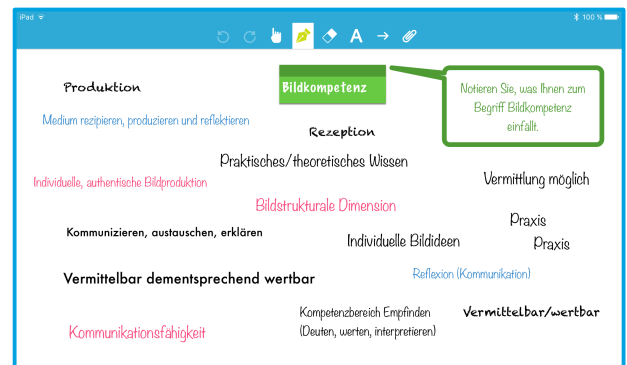 iPad
100 %
A
Produktion
Bildkompetenz
Notieren Sie, was Ihnen zum
Begriff Bildkompetenz
einfällt.
Medium rezipieren, produzieren und reflektieren
Rezeption
Praktisches/theoretisches Wissen
Individuelle, authentische Bildproduktion
Vermittlung möglich
Bildstrukturale Dimension
Praxis
Kommunizieren, austauschen, erklären
Individuelle Bildideen
Praxis
Vermittelbar dementsprechend wertbar
Reflexion (Kommunikation)
Kompetenzbereich Empfinden
(Deuten, werten, interpretieren)
Vermittelbar/wertbar
Kommunikationsfähigkeit